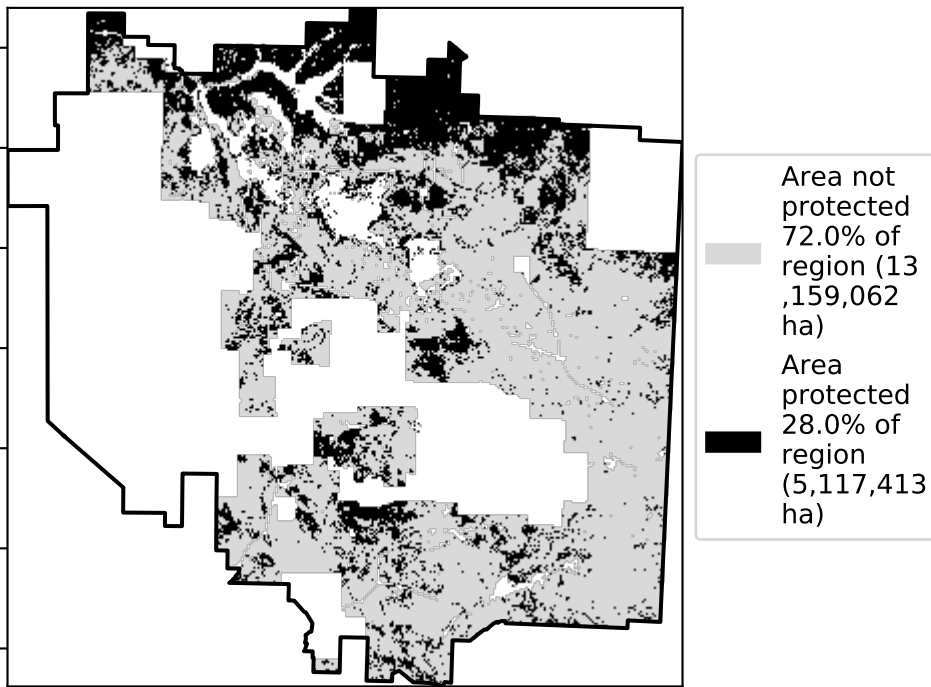 Area not
protected
72.0% of
region (13
,159,062
ha)
Area
protected
28.0% of
region
(5,117,413
ha)